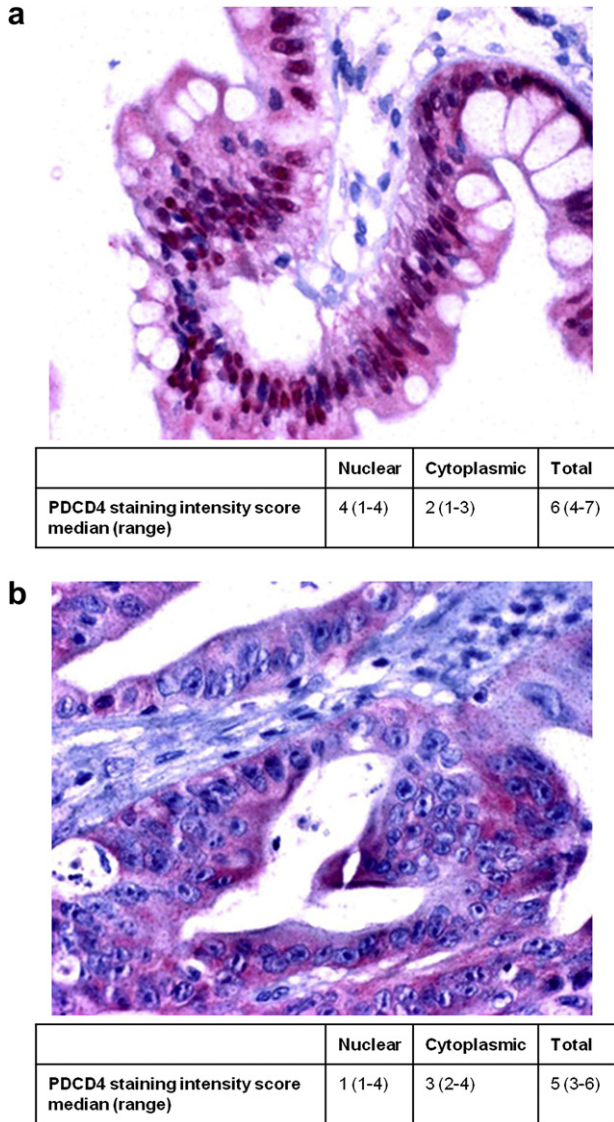 a
Nuclear Cytoplasmic Total
PDCD4 staining intensity score
median (range) 4 (1-4) 2 (1-3) 6 (4-7)
b
Nuclear Cytoplasmic Total
PDCD4 staining intensity score
median (range) 1 (1-4) 3 (2-4) 5 (3-6)